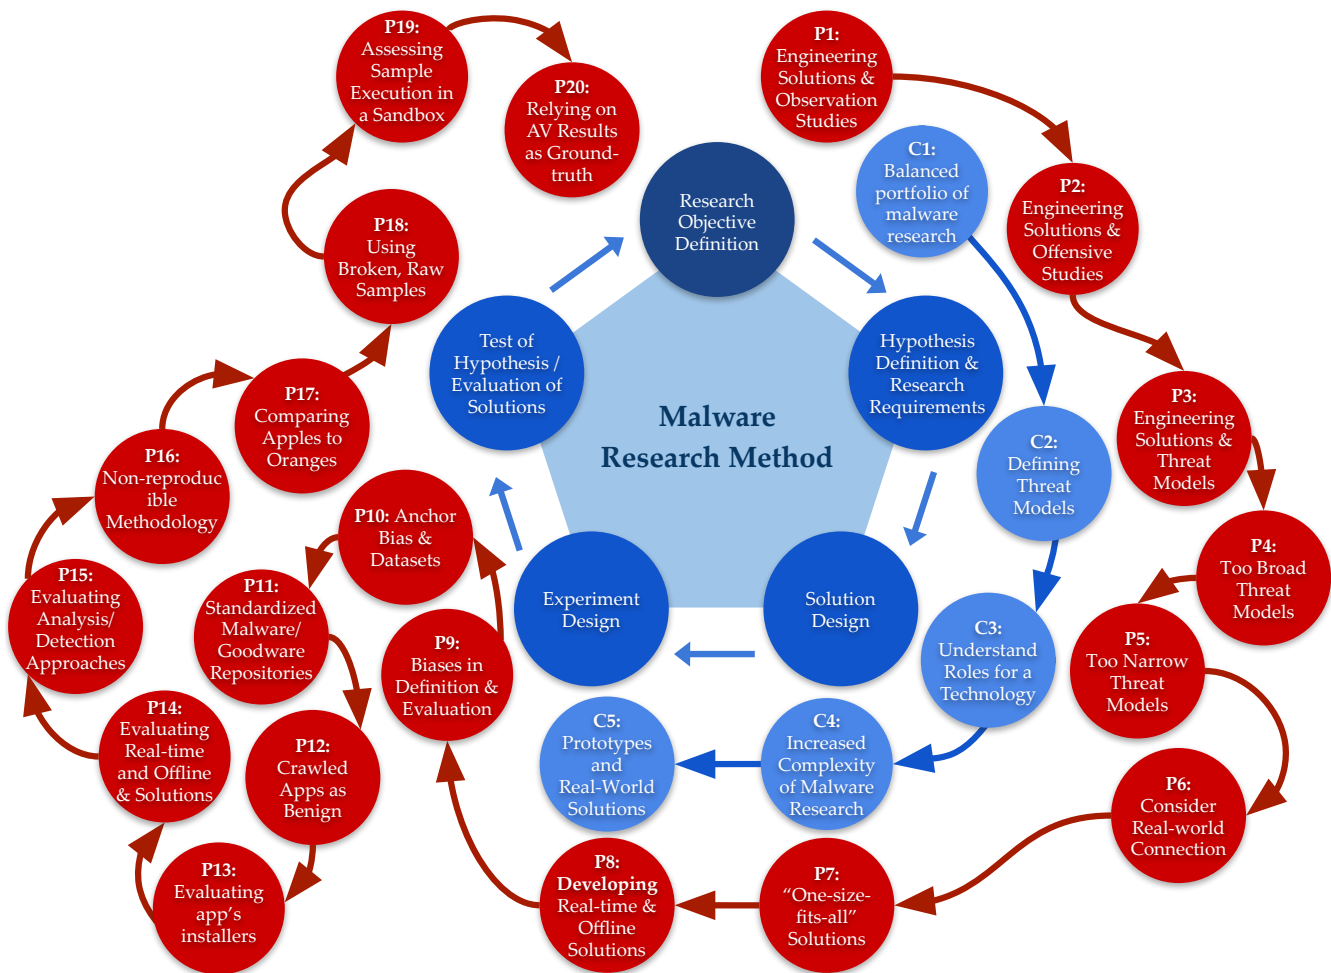 P19:
Assessing
Sample
Execution in
a Sandbox
P20:
Relying on
AV Results
as Ground-
truth
P1:
Engineering
Solutions &
Observation
Studies
C1:
Balanced
portfolio of
malware
research
P2:
Engineering
Solutions &
Offensive
Studies
Research
Objective
Definition
P18:
Using
Broken, Raw
Samples
Test of
Hypothesis /
Evaluation of
Solutions
Hypothesis
Definition &
Research
Requirements
P17:
Comparing
Apples to
Oranges
Malware
Research Method
P3:
Engineering
Solutions &
Threat
Models
C2:
Defining
Threat
Models
P16:
Non-reproduc
ible
Methodology
P10: Anchor
Bias &
Datasets
P4:
Too Broad
Threat
Models
P15:
Evaluating
Analysis/
Detection
Approaches
P11:
Standardized
Malware/
Goodware
Repositories
Experiment
Design
Solution
Design
P9:
Biases in
Definition &
Evaluation
C3:
Understand
Roles for a
Technology
P5:
Too Narrow
Threat
Models
P14:
Evaluating
Real-time
and Offline
& Solutions
P12:
Crawled
Apps as
Benign
C5:
Prototypes
and
Real-World
Solutions
C4:
Increased
Complexity
of Malware
Research
P6:
Consider
Real-world
Connection
P13:
Evaluating
app's
installers
P8:
Developing
Real-time &
Offline
Solutions
P7:
“One-size-
fits-all”
Solutions